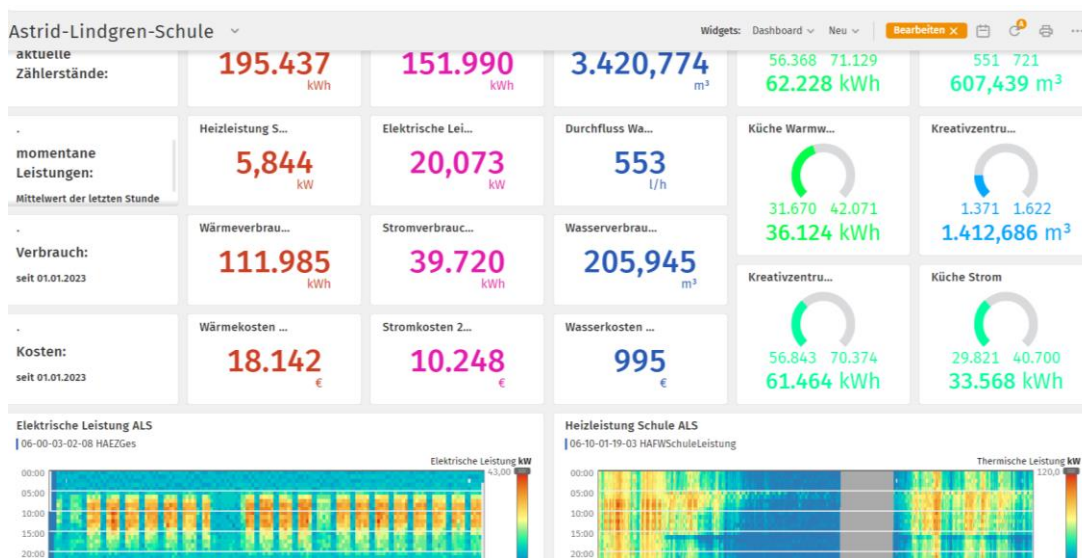 Astrid-Lindgren-Schule
Widgets: Dashboard Neu Bearbeiten X A
aktuelle
Zählerstände:
195.437
kWh
151.990
kWh
3.420,774
m³
56.368 71.129
62.228 kWh
551 721
607,439 m³
.
momentane
Leistungen:
Mittelwert der letzten Stunde
Heizleistung S...
5,844
kW
Elektrische Lei...
20,073
kW
Durchfluss Wa...
553
l/h
Küche Warmw...
31.670 42.071
36.124 kWh
Kreativzentru...
1.371 1.622
1.412,686 m³
.
Verbrauch:
seit 01.01.2023
Wärmeverbrau...
111.985
kWh
Stromverbrauc...
39.720
kWh
Wasserverbrau...
205,945
m³
Kreativzentru...
56.843 70.374
61.464 kWh
Küche Strom
29.821 40.700
33.568 kWh
.
Kosten:
seit 01.01.2023
Wärmekosten ...
18.142
€
Stromkosten 2...
10.248
€
Wasserkosten ...
995
€
Elektrische Leistung ALS
06-00-03-02-08 HAEZGes
Elektrische Leistung kW
43,00
00:00
05:00
10:00
15:00
20:00
Heizleistung Schule ALS
06-10-01-19-03 HAFWSchuleLeistung
Thermische Leistung kW
120,0
00:00
05:00
10:00
15:00
20:00